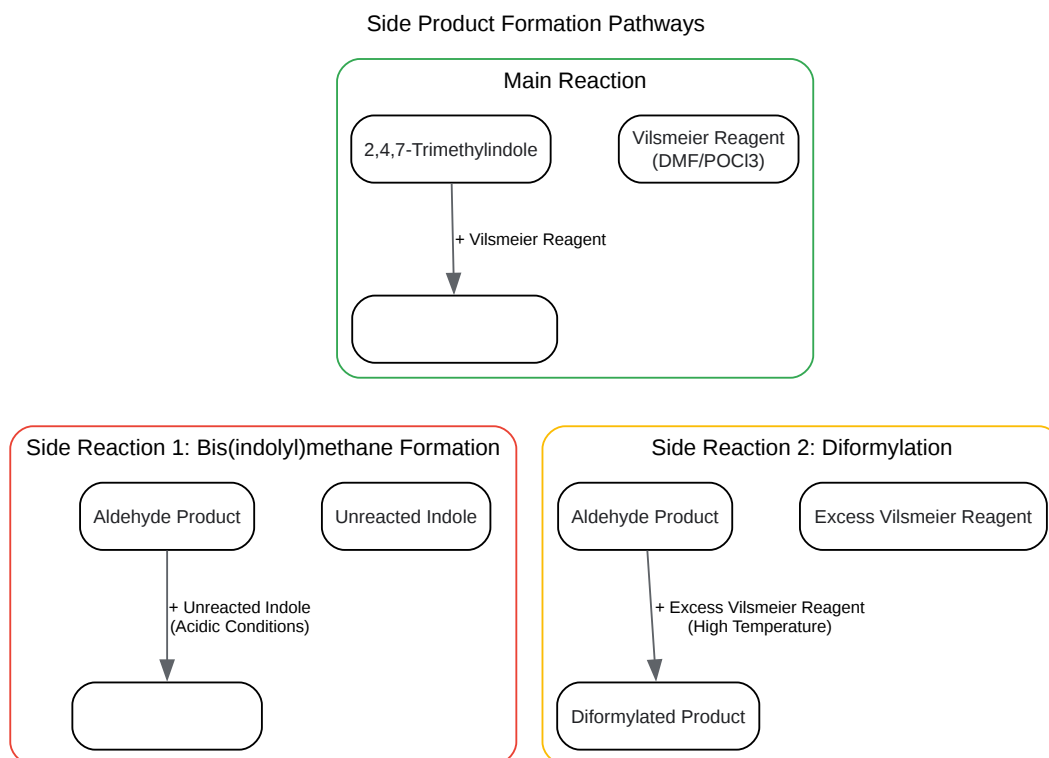 Side Product Formation Pathways
Main Reaction
2,4,7-Trimethylindole
Vilsmeier Reagent
(DMF/POCl3)
+ Vilsmeier Reagent
Side Reaction 1: Bis(indolyl)methane Formation
Aldehyde Product
Unreacted Indole
+ Unreacted Indole
(Acidic Conditions)
Side Reaction 2: Diformylation
Aldehyde Product
Excess Vilsmeier Reagent
+ Excess Vilsmeier Reagent
(High Temperature)
Diformylated Product